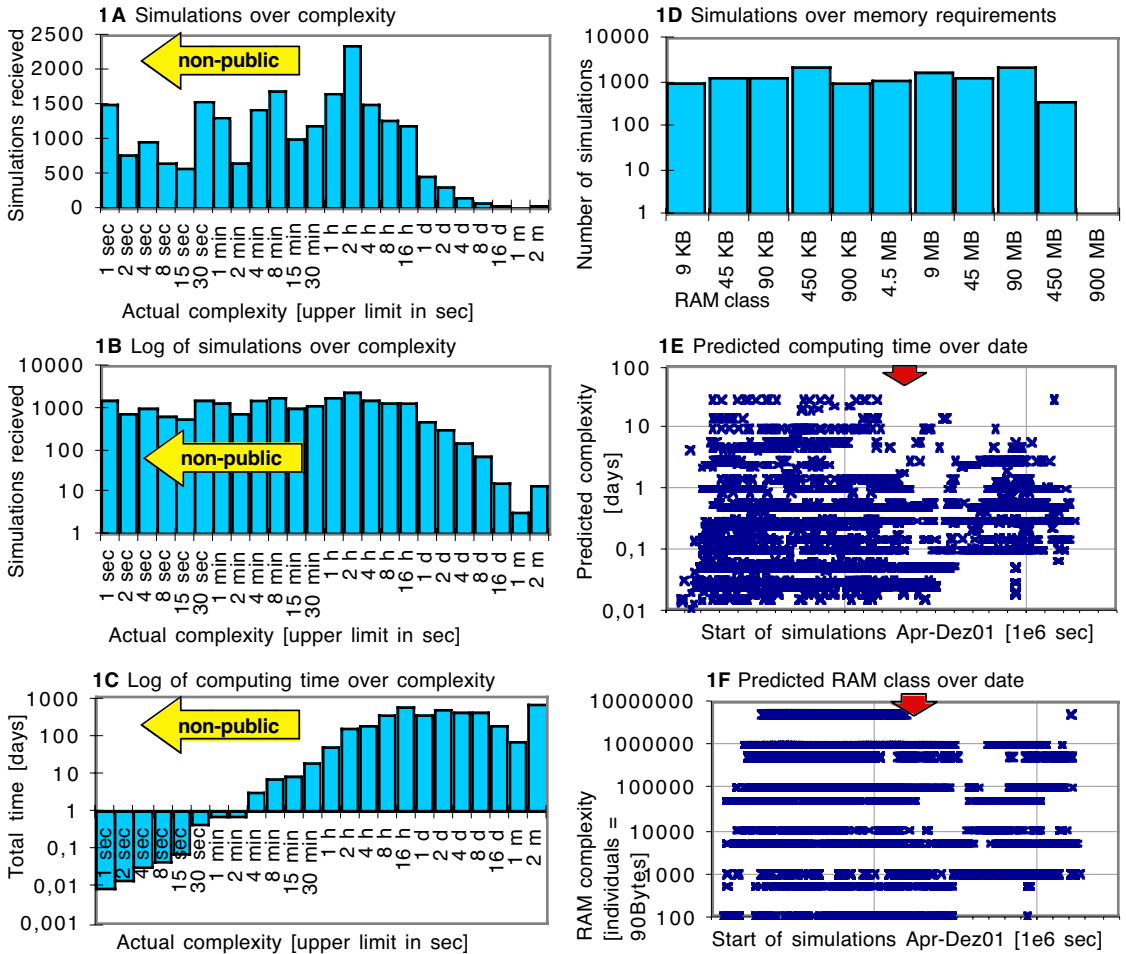 1A Simulations over complexity
Simulations recieved
2500
2000
1500
1000
500
0
non-public
1 sec
2 sec
4 sec
8 sec
15 sec
30 sec
1 min
2 min
4 min
8 min
15 min
30 min
1 h
2 h
4 h
8 h
16 h
1 d
2 d
4 d
8 d
16 d
1 m
2 m
Actual complexity [upper limit in sec]
1B Log of simulations over complexity
Simulations recieved
10000
1000
100
10
1
non-public
1 sec
2 sec
4 sec
8 sec
15 sec
30 sec
1 min
2 min
4 min
8 min
15 min
30 min
1 h
2 h
4 h
8 h
16 h
1 d
2 d
4 d
8 d
16 d
1 m
2 m
Actual complexity [upper limit in sec]
1C Log of computing time over complexity
Total time [days]
1000
100
10
1
0,1
0,01
0,001
non-public
1 sec
2 sec
4 sec
8 sec
15 sec
30 sec
1 min
2 min
4 min
8 min
15 min
30 min
1 h
2 h
4 h
8 h
16 h
1 d
2 d
4 d
8 d
16 d
1 m
2 m
Actual complexity [upper limit in sec]
1D Simulations over memory requirements
Number of simulations
10000
1000
100
10
1
9 KB
45 KB
90 KB
450 KB
900 KB
4.5 MB
9 MB
45 MB
90 MB
450 MB
900 MB
RAM class
1E Predicted computing time over date
Predicted complexity
[days]
100
10
1
0,1
0,01
Start of simulations Apr-Dez01 [1e6 sec]
1F Predicted RAM class over date
RAM complexity
[individuals =
90Bytes]
10000000
1000000
100000
10000
1000
100
Start of simulations Apr-Dez01 [1e6 sec]